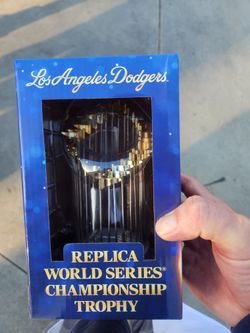 Los Angeles Dodgers
REPLICA
WORLD SERIES®
CHAMPIONSHIP
TROPHY